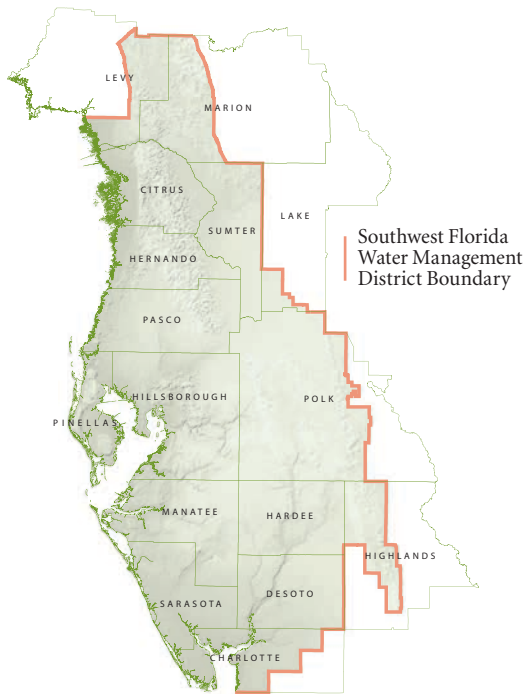 LEVY
MARION
CITRUS
LAKE
SUMTER
Southwest Florida
Water Management
District Boundary
HERNANDO
PASCO
HILLSBOROUGH
POLK
PINELLAS
MANATEE
HARDEE
HIGHLANDS
DESOTO
SARASOTA
CHARLOTTE